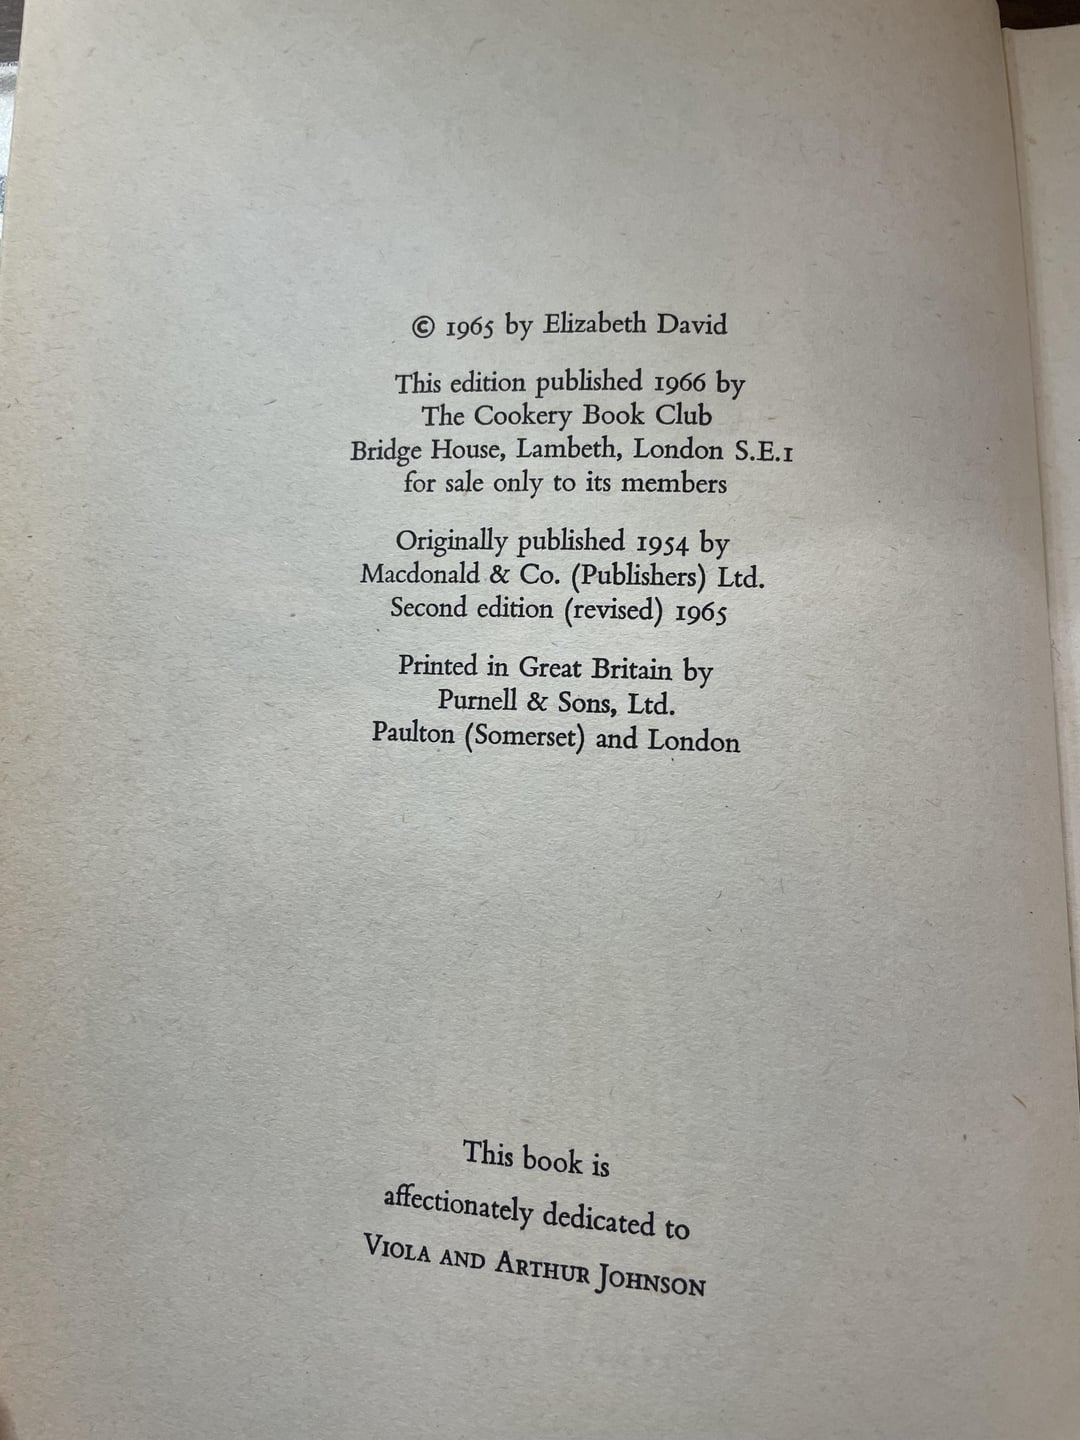 © 1965 by Elizabeth David
This edition published 1966 by
The Cookery Book Club
Bridge House, Lambeth, London S.E.1
for sale only to its members
Originally published 1954 by
Macdonald & Co. (Publishers) Ltd.
Second edition (revised) 1965
Printed in Great Britain by
Purnell & Sons, Ltd.
Paulton (Somerset) and London
This book is
affectionately dedicated to
VIOLA AND ARTHUR JOHNSON